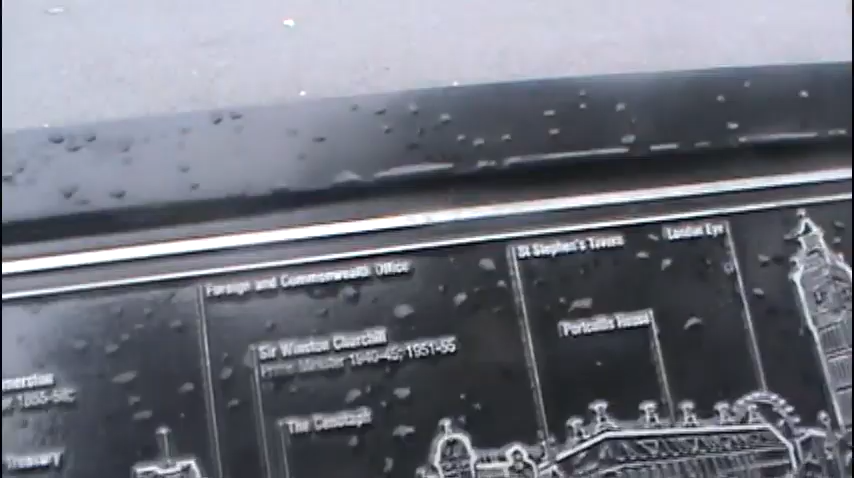 Foreign and Commonwealth Office
St Stephen's Tavern
London Eye
Sir Winston Churchill
Prime Minister 1940-45; 1951-55
Portcullis House
The Cenotaph
Treasury